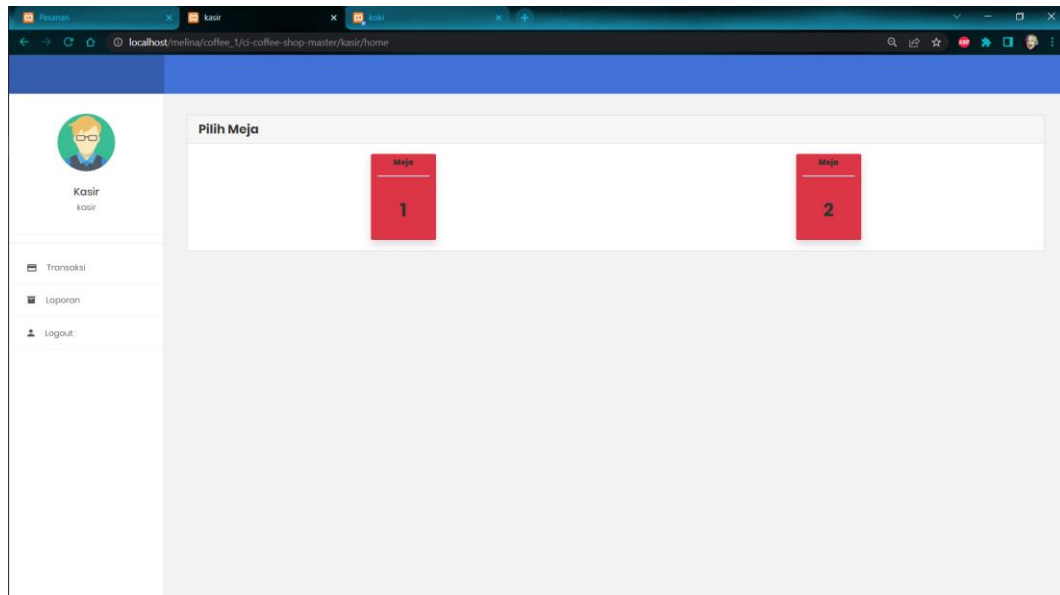 Pesanan
kasir
koki
localhost/melina/coffee_1/ci-coffee-shop-master/kasir/home
ABP
Kasir
kasir
Transaksi
Laporan
Logout
Pilih Meja
Meja
1
Meja
2